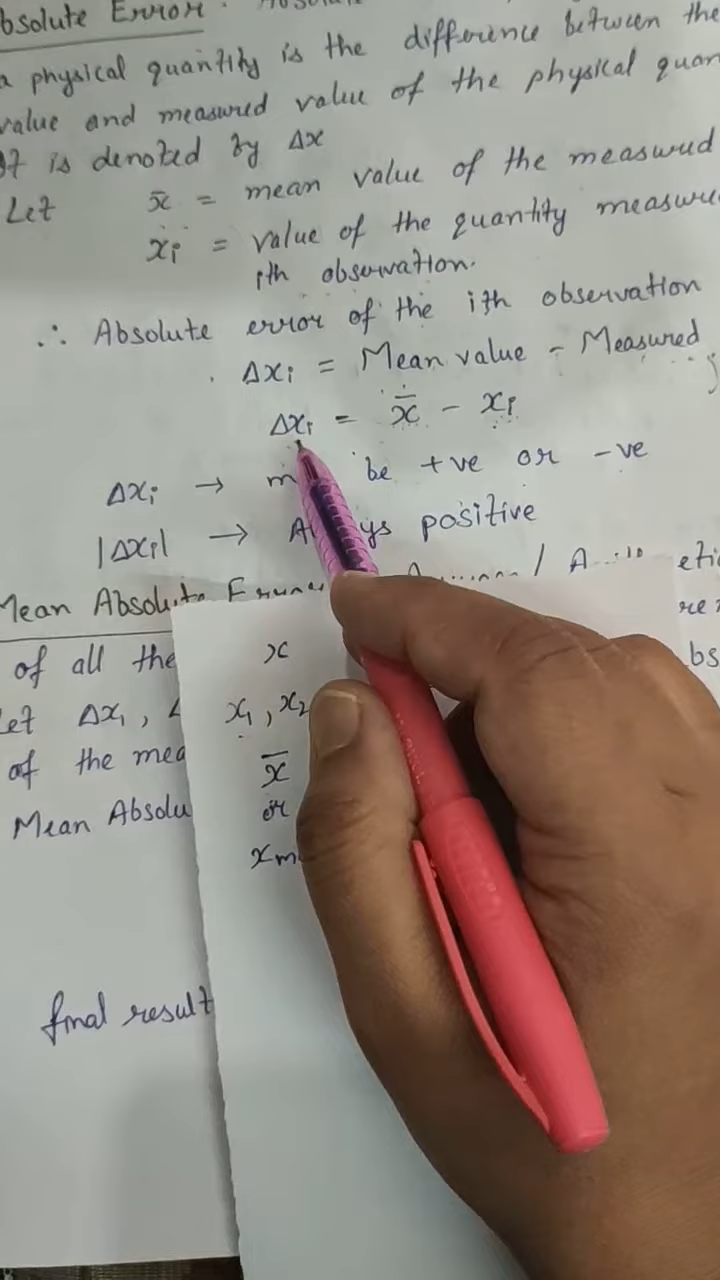 bsolute Error.
a physical quantity is the difference between the
value and measured value of the physical quan
It is denoted by Δx
Let x̄ = mean value of the measured
xi = value of the quantity measure
ith observation.
∴ Absolute error of the ith observation
Δxi = Mean value - Measured
Δxi = x̄ - xi
Δxi → be +ve or -ve
|Δxi| → positive
Mean Absolute
of all the
Let Δx1,
of the mea
Mean Absolu
final result
x
x1, x2
x̄
or
xm